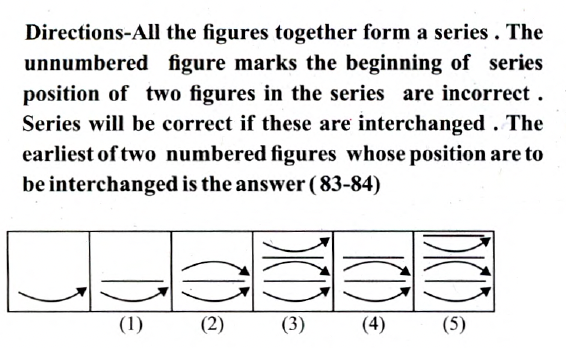 Directions-All the figures together form a series . The
unnumbered figure marks the beginning of series
position of two figures in the series are incorrect .
Series will be correct if these are interchanged . The
earliest of two numbered figures whose position are to
be interchanged is the answer ( 83-84)
(1) (2) (3) (4) (5)